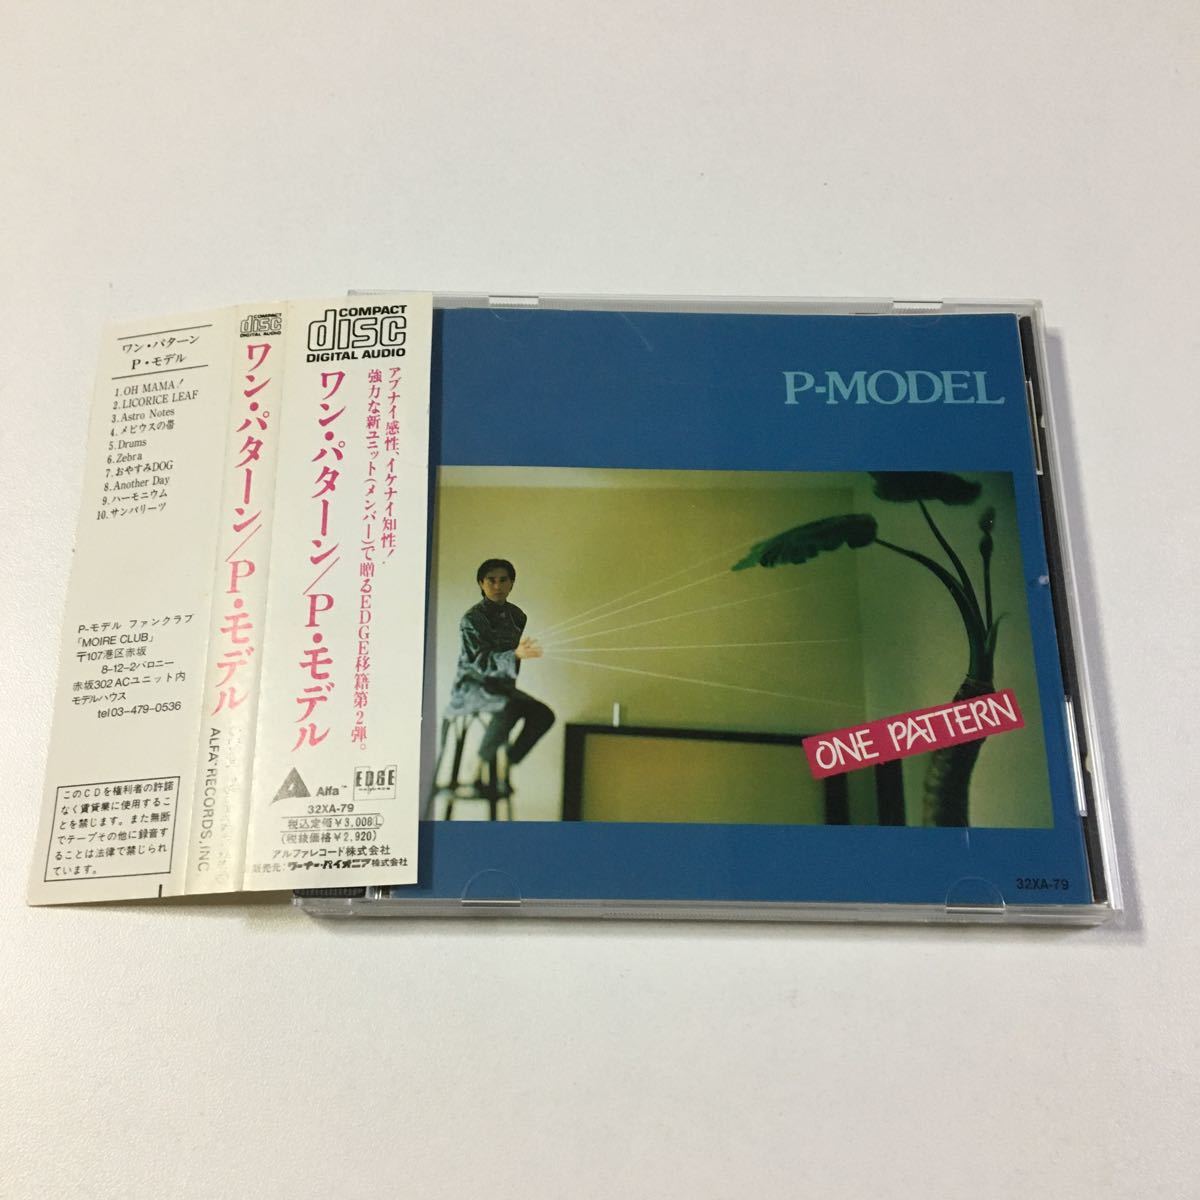 ワン・パターン
P・モデル
1.OH MAMA!
2.LICORICE LEAF
3.Astro Notes
4.メビウスの帯
5.Drums
6.Zebra
7.おやすみDOG
8.Another Day
9.ハーモニウム
10.サンパリーツ
P-モデル ファンクラブ
「MOIRE CLUB」
〒107港区赤坂
8-12-2バロニー
赤坂302 ACユニット内
モデルハウス
tel03-479-0536
このCDを権利者の許諾
なく賃貸業に使用するこ
とを禁じます。また無断
でテープその他に録音す
ることは法律で禁じられ
ています。
COMPACT
disc
DIGITAL AUDIO
ワン・パターン/P・モデル
ALFA RECORDS, INC
COMPACT
disc
DIGITAL AUDIO
アブナイ感性、イケナイ知性!
強力な新ユニット(メンバー)で贈るEDGE移籍第2弾。
ワン・パターン/P・モデル
Alfa™
EDGE
32XA-79
税込定価¥3,008
(税抜価格¥2,920)
アルファレコード株式会社
販売元:ワーナー・パイオニア株式会社
P-MODEL
ONE PATTERN
32XA-79